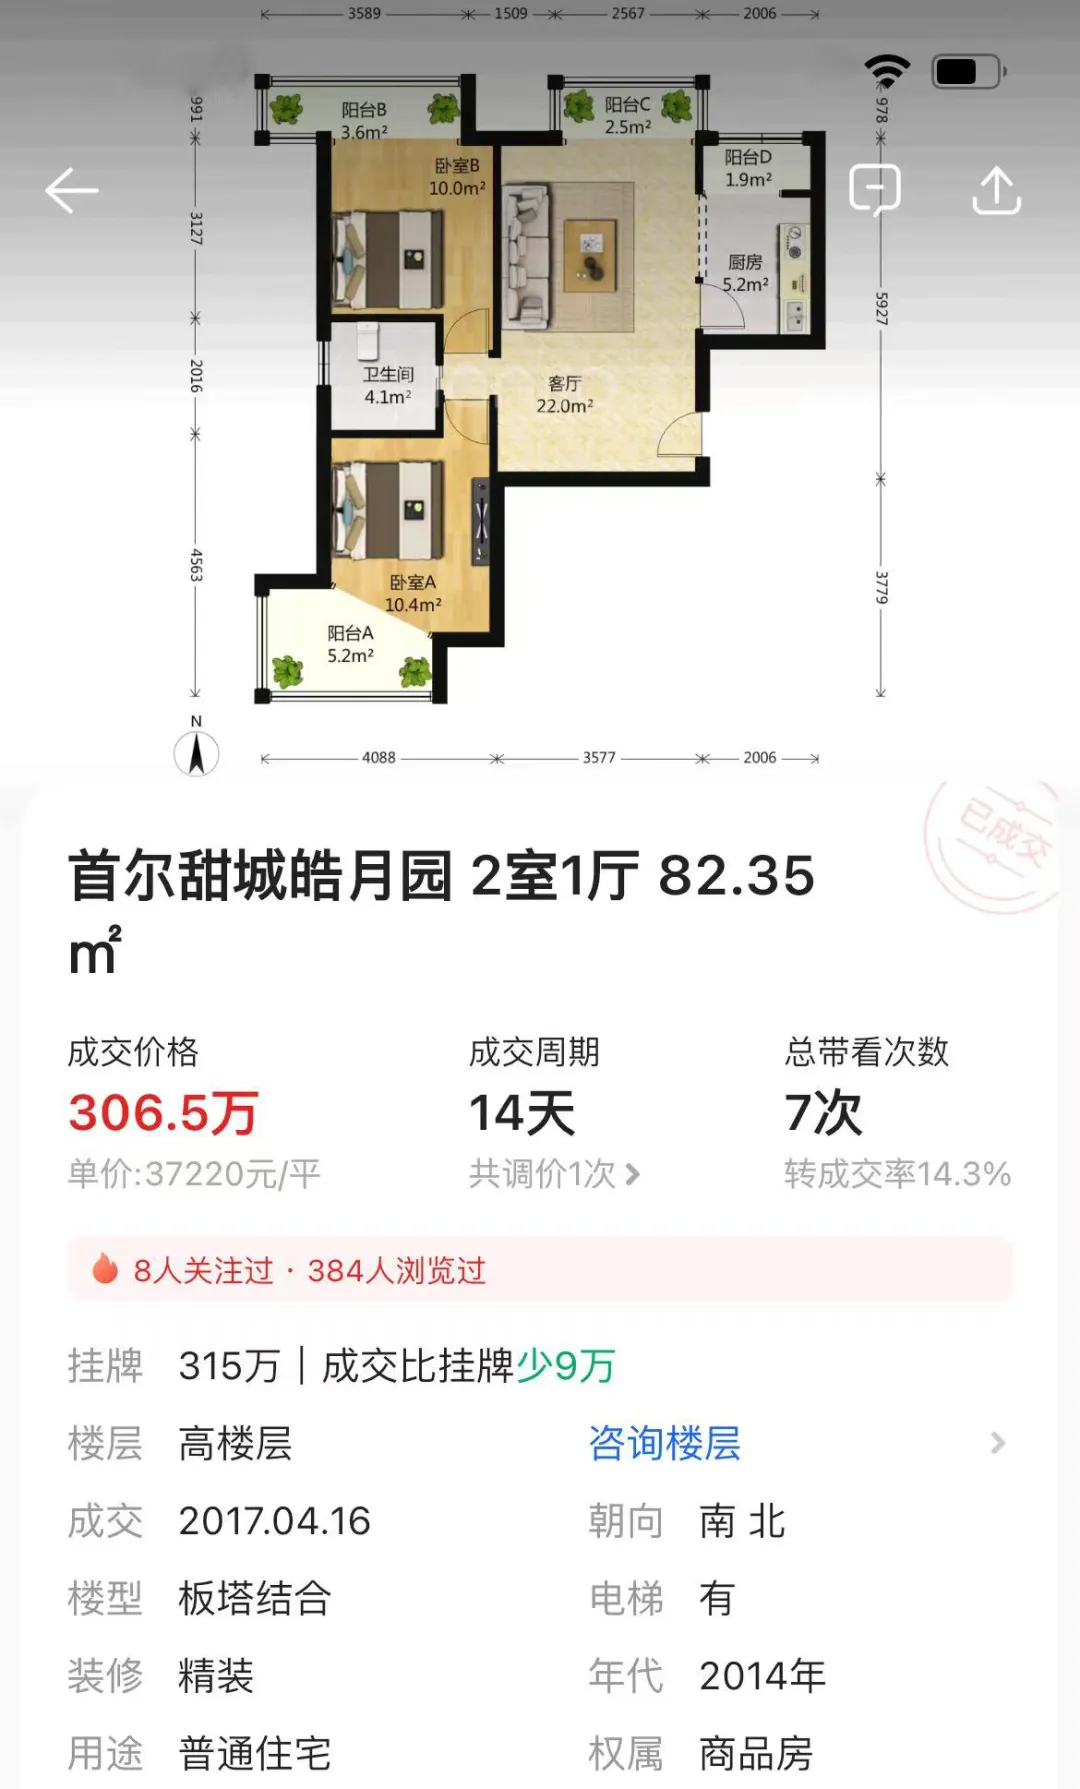 3589 1509 2567 2006
991 3127 2016 4563
978 5927 3779
阳台B
3.6m²
卧室B
10.0m²
阳台C
2.5m²
阳台D
1.9m²
厨房
5.2m²
卫生间
4.1m²
客厅
22.0m²
卧室A
10.4m²
阳台A
5.2m²
N
4088 3577 2006
已成交
首尔甜城皓月园 2室1厅 82.35
㎡
成交价格 成交周期 总带看次数
306.5万 14天 7次
单价:37220元/平 共调价1次 转成交率14.3%
8人关注过 · 384人浏览过
挂牌 315万｜成交比挂牌少9万
楼层 高楼层 咨询楼层
成交 2017.04.16 朝向 南 北
楼型 板塔结合 电梯 有
装修 精装 年代 2014年
用途 普通住宅 权属 商品房